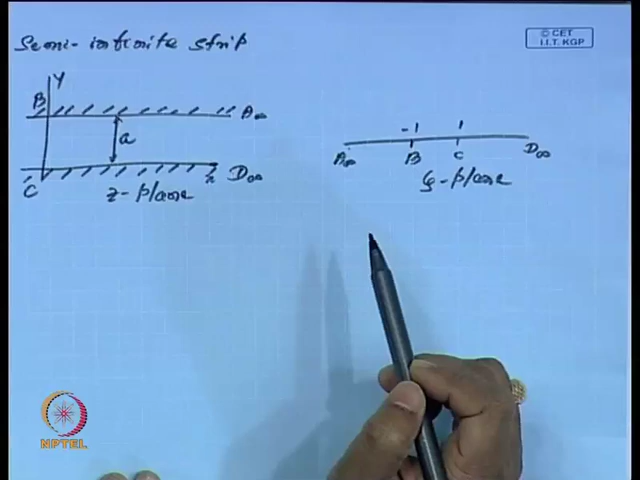 Semi-infinite strip
© CET
I.I.T. KGP
y
B
A∞
a
C
x
D∞
z-plane
-1 1
A∞ B C D∞
ζ-plane
NPTEL